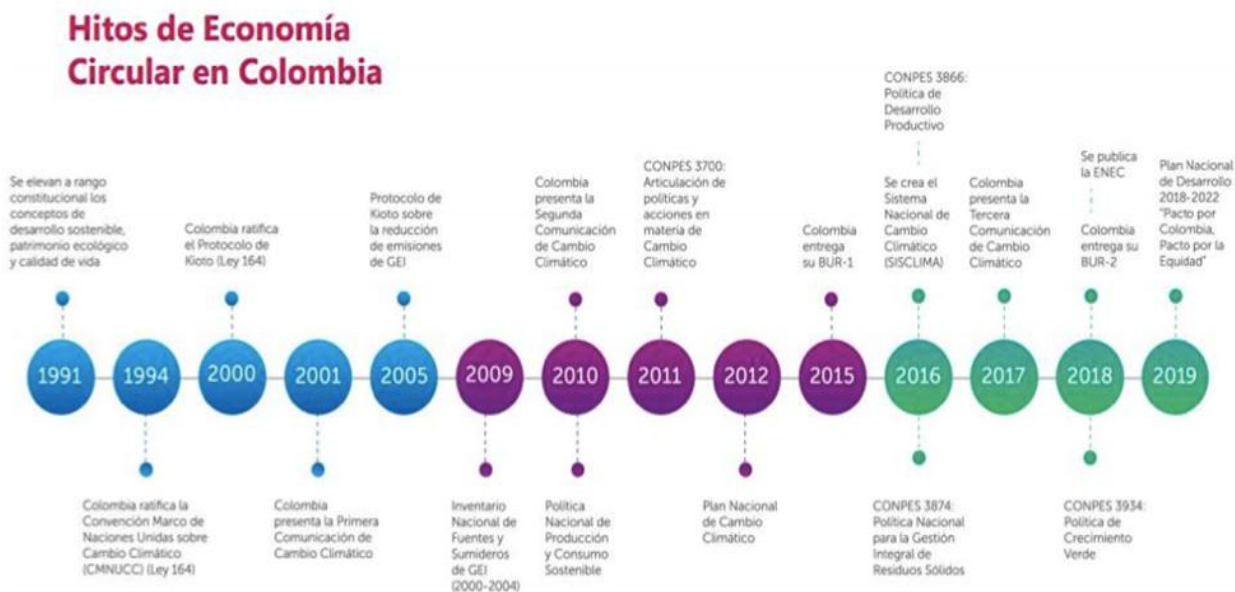 Hitos de Economía
Circular en Colombia
Se elevan a rango
constitucional los
conceptos de
desarrollo sostenible,
patrimonio ecológico
y calidad de vida
Colombia ratifica
el Protocolo de
Kioto (Ley 164)
Protocolo de
Kioto sobre
la reducción
de emisiones
de GEI
Colombia
presenta la
Segunda
Comunicación
de Cambio
Climático
CONPES 3700:
Articulación de
políticas y
acciones en
materia de
Cambio
Climático
Colombia
entrega
su BUR-1
CONPES 3866:
Política de
Desarrollo
Productivo
Se crea el
Sistema
Nacional de
Cambio
Climático
(SISCLIMA)
Colombia
presenta la
Tercera
Comunicación
de Cambio
Climático
Se publica
la ENEC
Colombia
entrega su
BUR-2
Plan Nacional
de Desarrollo
2018-2022
"Pacto por
Colombia,
Pacto por la
Equidad"
1991
1994
2000
2001
2005
2009
2010
2011
2012
2015
2016
2017
2018
2019
Colombia ratifica la
Convención Marco de
Naciones Unidas sobre
Cambio Climático
(CMNUCC) (Ley 164)
Colombia
presenta la Primera
Comunicación de
Cambio Climático
Inventario
Nacional de
Fuentes y
Sumideros
de GEI
(2000-2004)
Política
Nacional de
Producción
y Consumo
Sostenible
Plan Nacional
de Cambio
Climático
CONPES 3874:
Política Nacional
para la Gestión
Integral de
Residuos Sólidos
CONPES 3934:
Política de
Crecimiento
Verde